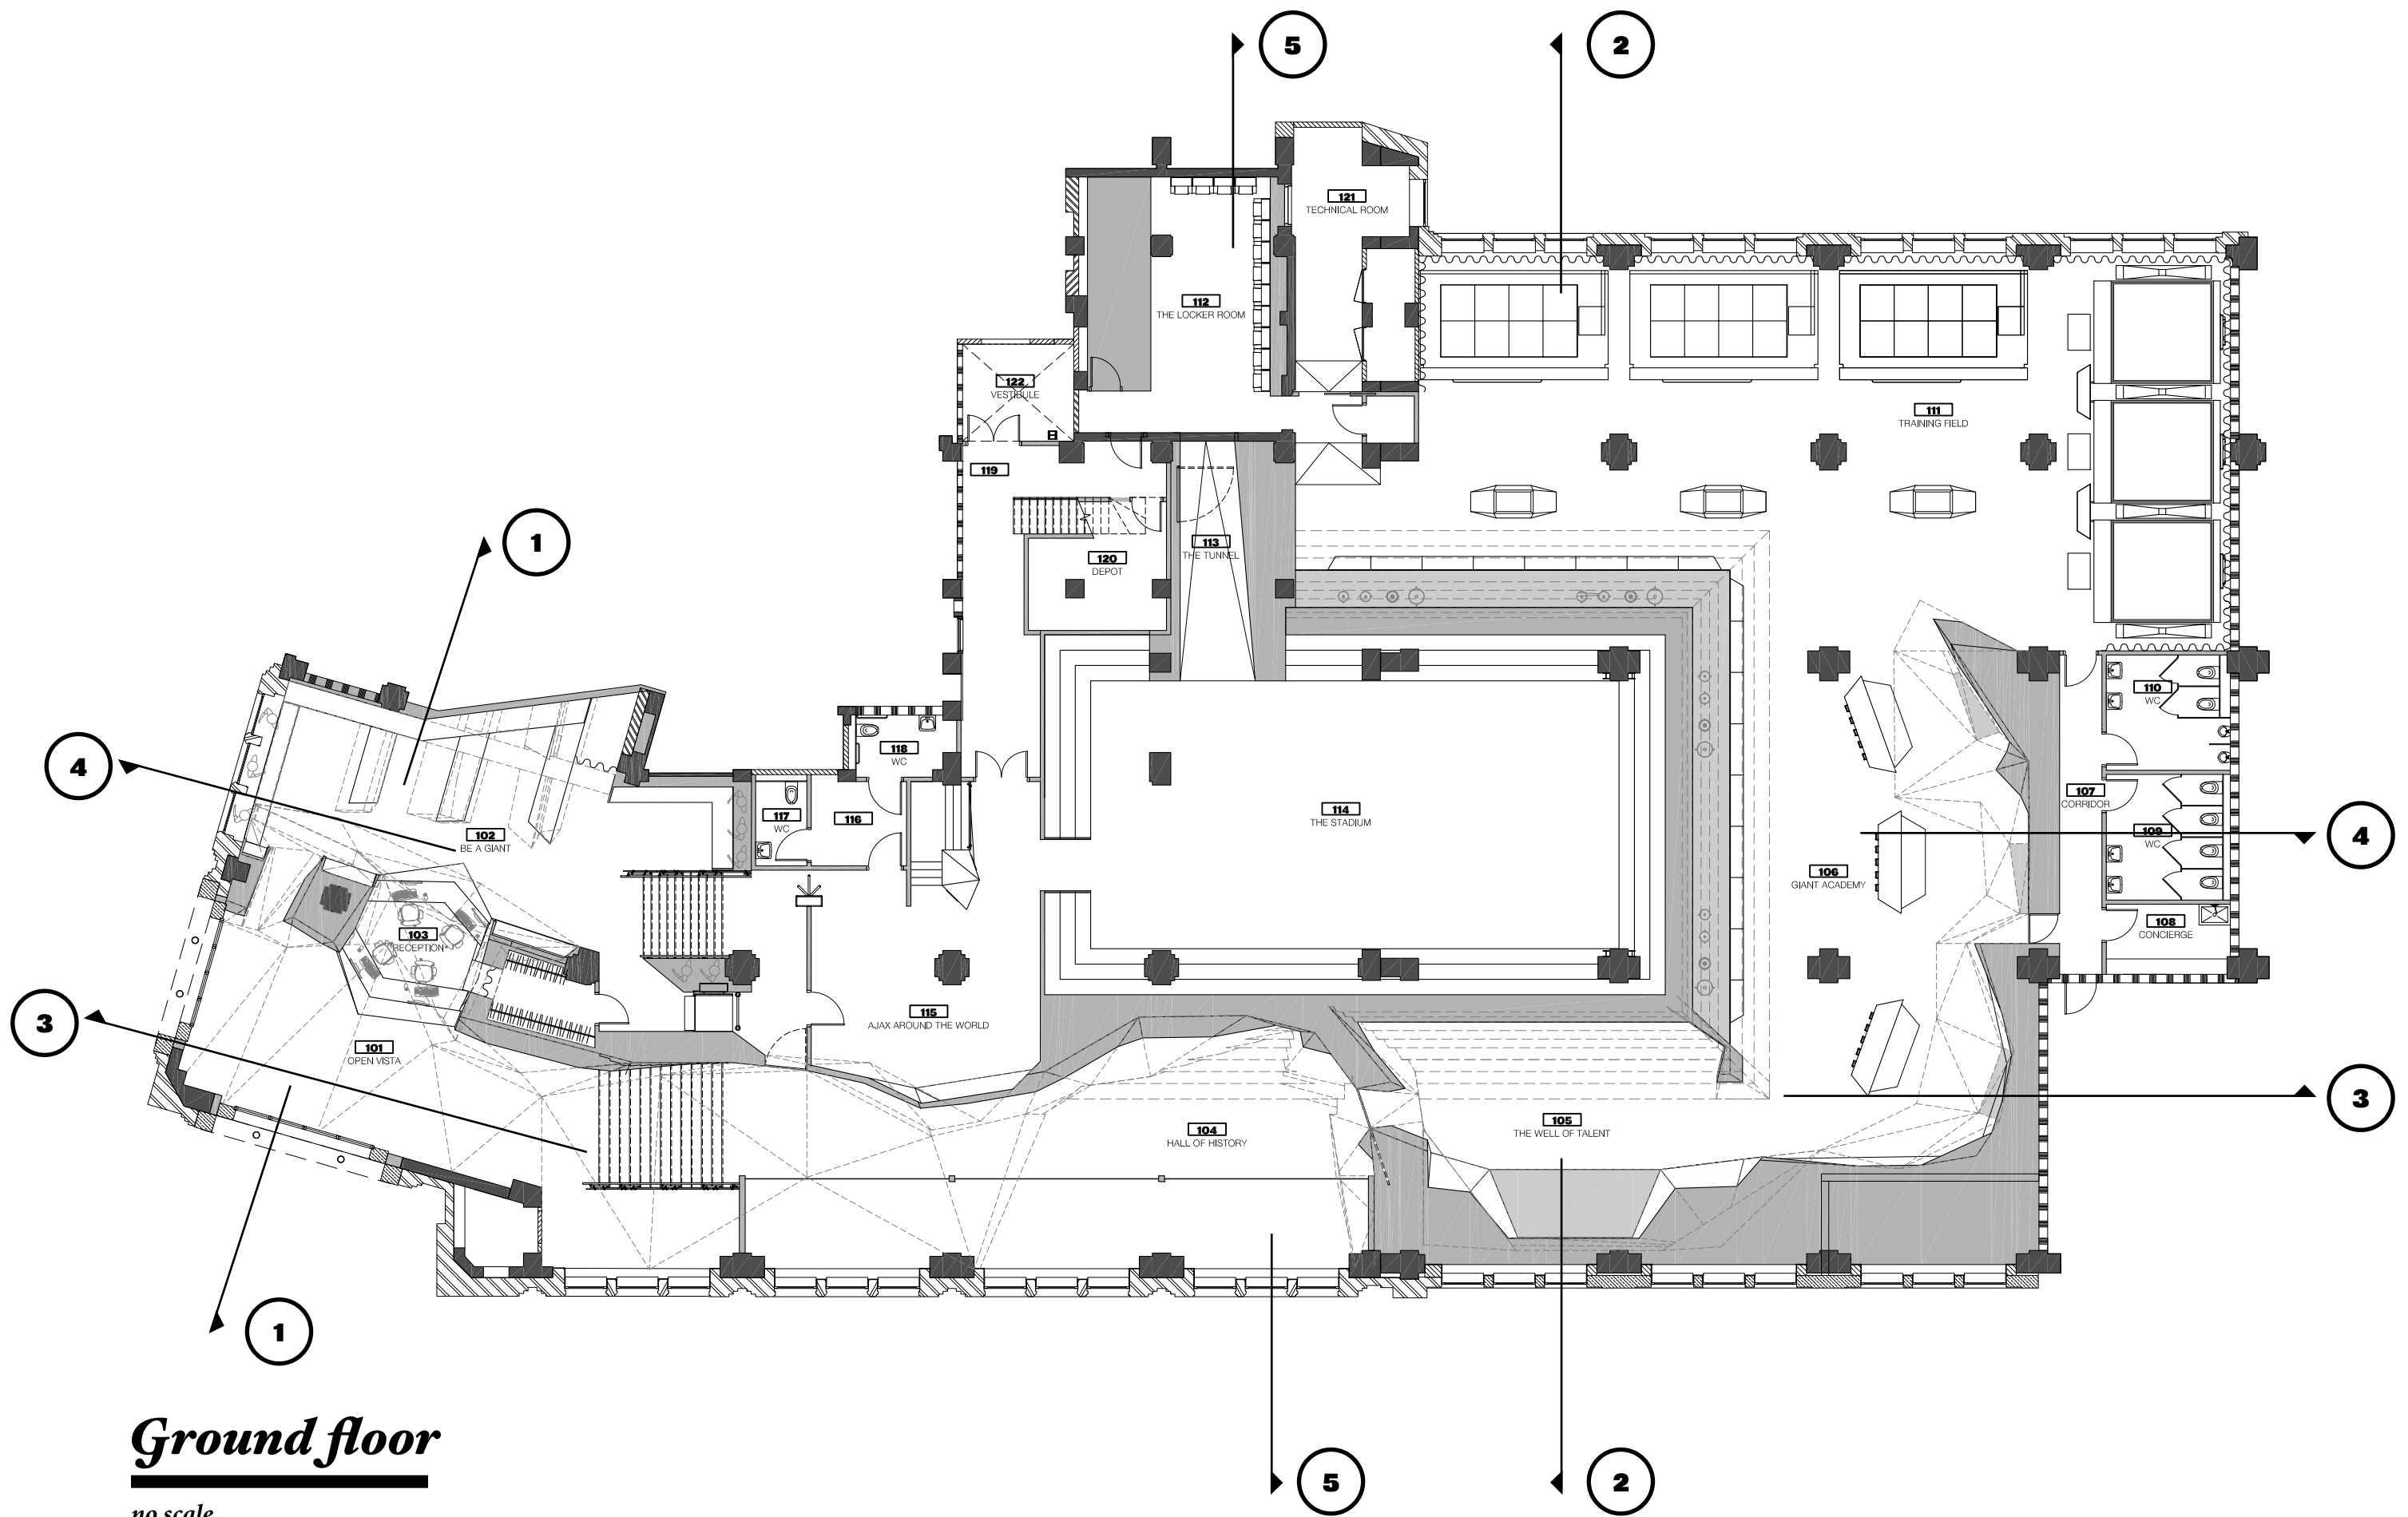 5
2
121
TECHNICAL ROOM
112
THE LOCKER ROOM
122
VESTIBULE
111
TRAINING FIELD
119
1
113
THE TUNNEL
120
DEPOT
110
WC
118
WC
4
107
CORRIDOR
114
THE STADIUM
117
WC
116
102
BE A GIANT
109
WC
4
106
GIANT ACADEMY
108
CONCIERGE
103
RECEPTION
3
115
AJAX AROUND THE WORLD
101
OPEN VISTA
3
104
HALL OF HISTORY
105
THE WELL OF TALENT
1
Ground floor
5
2
no scale